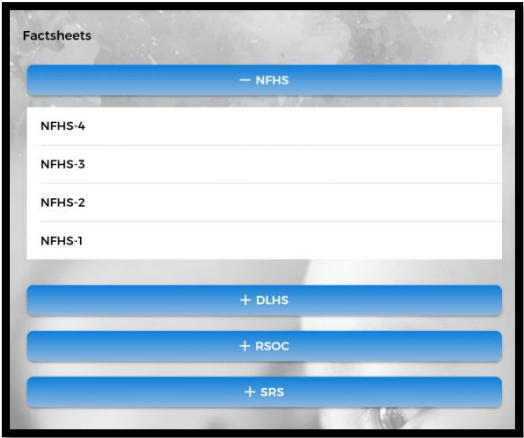 Factsheets
— NFHS
NFHS-4
NFHS-3
NFHS-2
NFHS-1
+ DLHS
+ RSOC
+ SRS